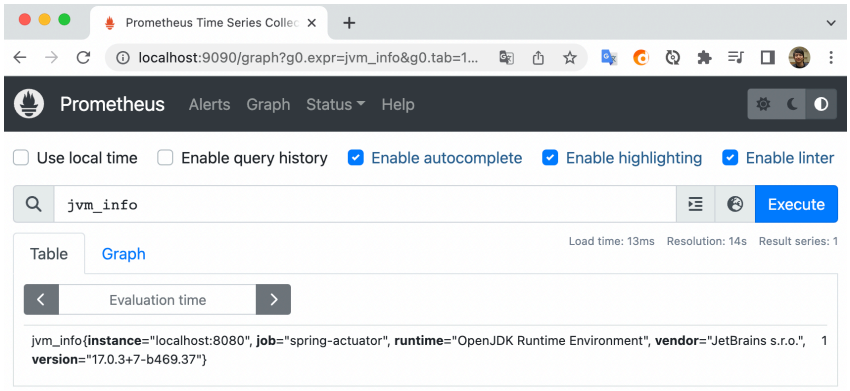 Prometheus Time Series Collec
localhost:9090/graph?g0.expr=jvm_info&g0.tab=1...
Prometheus Alerts Graph Status Help
Use local time Enable query history Enable autocomplete Enable highlighting Enable linter
jvm_info Execute
Load time: 13ms Resolution: 14s Result series: 1
Table Graph
Evaluation time
jvm_info{instance="localhost:8080", job="spring-actuator", runtime="OpenJDK Runtime Environment", vendor="JetBrains s.r.o.", 1
version="17.0.3+7-b469.37"}